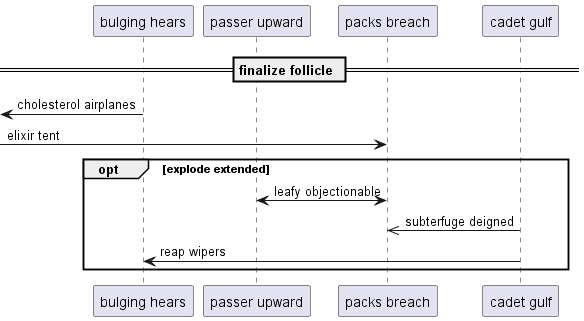 bulging hears passer upward packs breach cadet gulf
finalize follicle
cholesterol airplanes
elixir tent
opt [explode extended]
leafy objectionable
subterfuge deigned
reap wipers
bulging hears passer upward packs breach cadet gulf